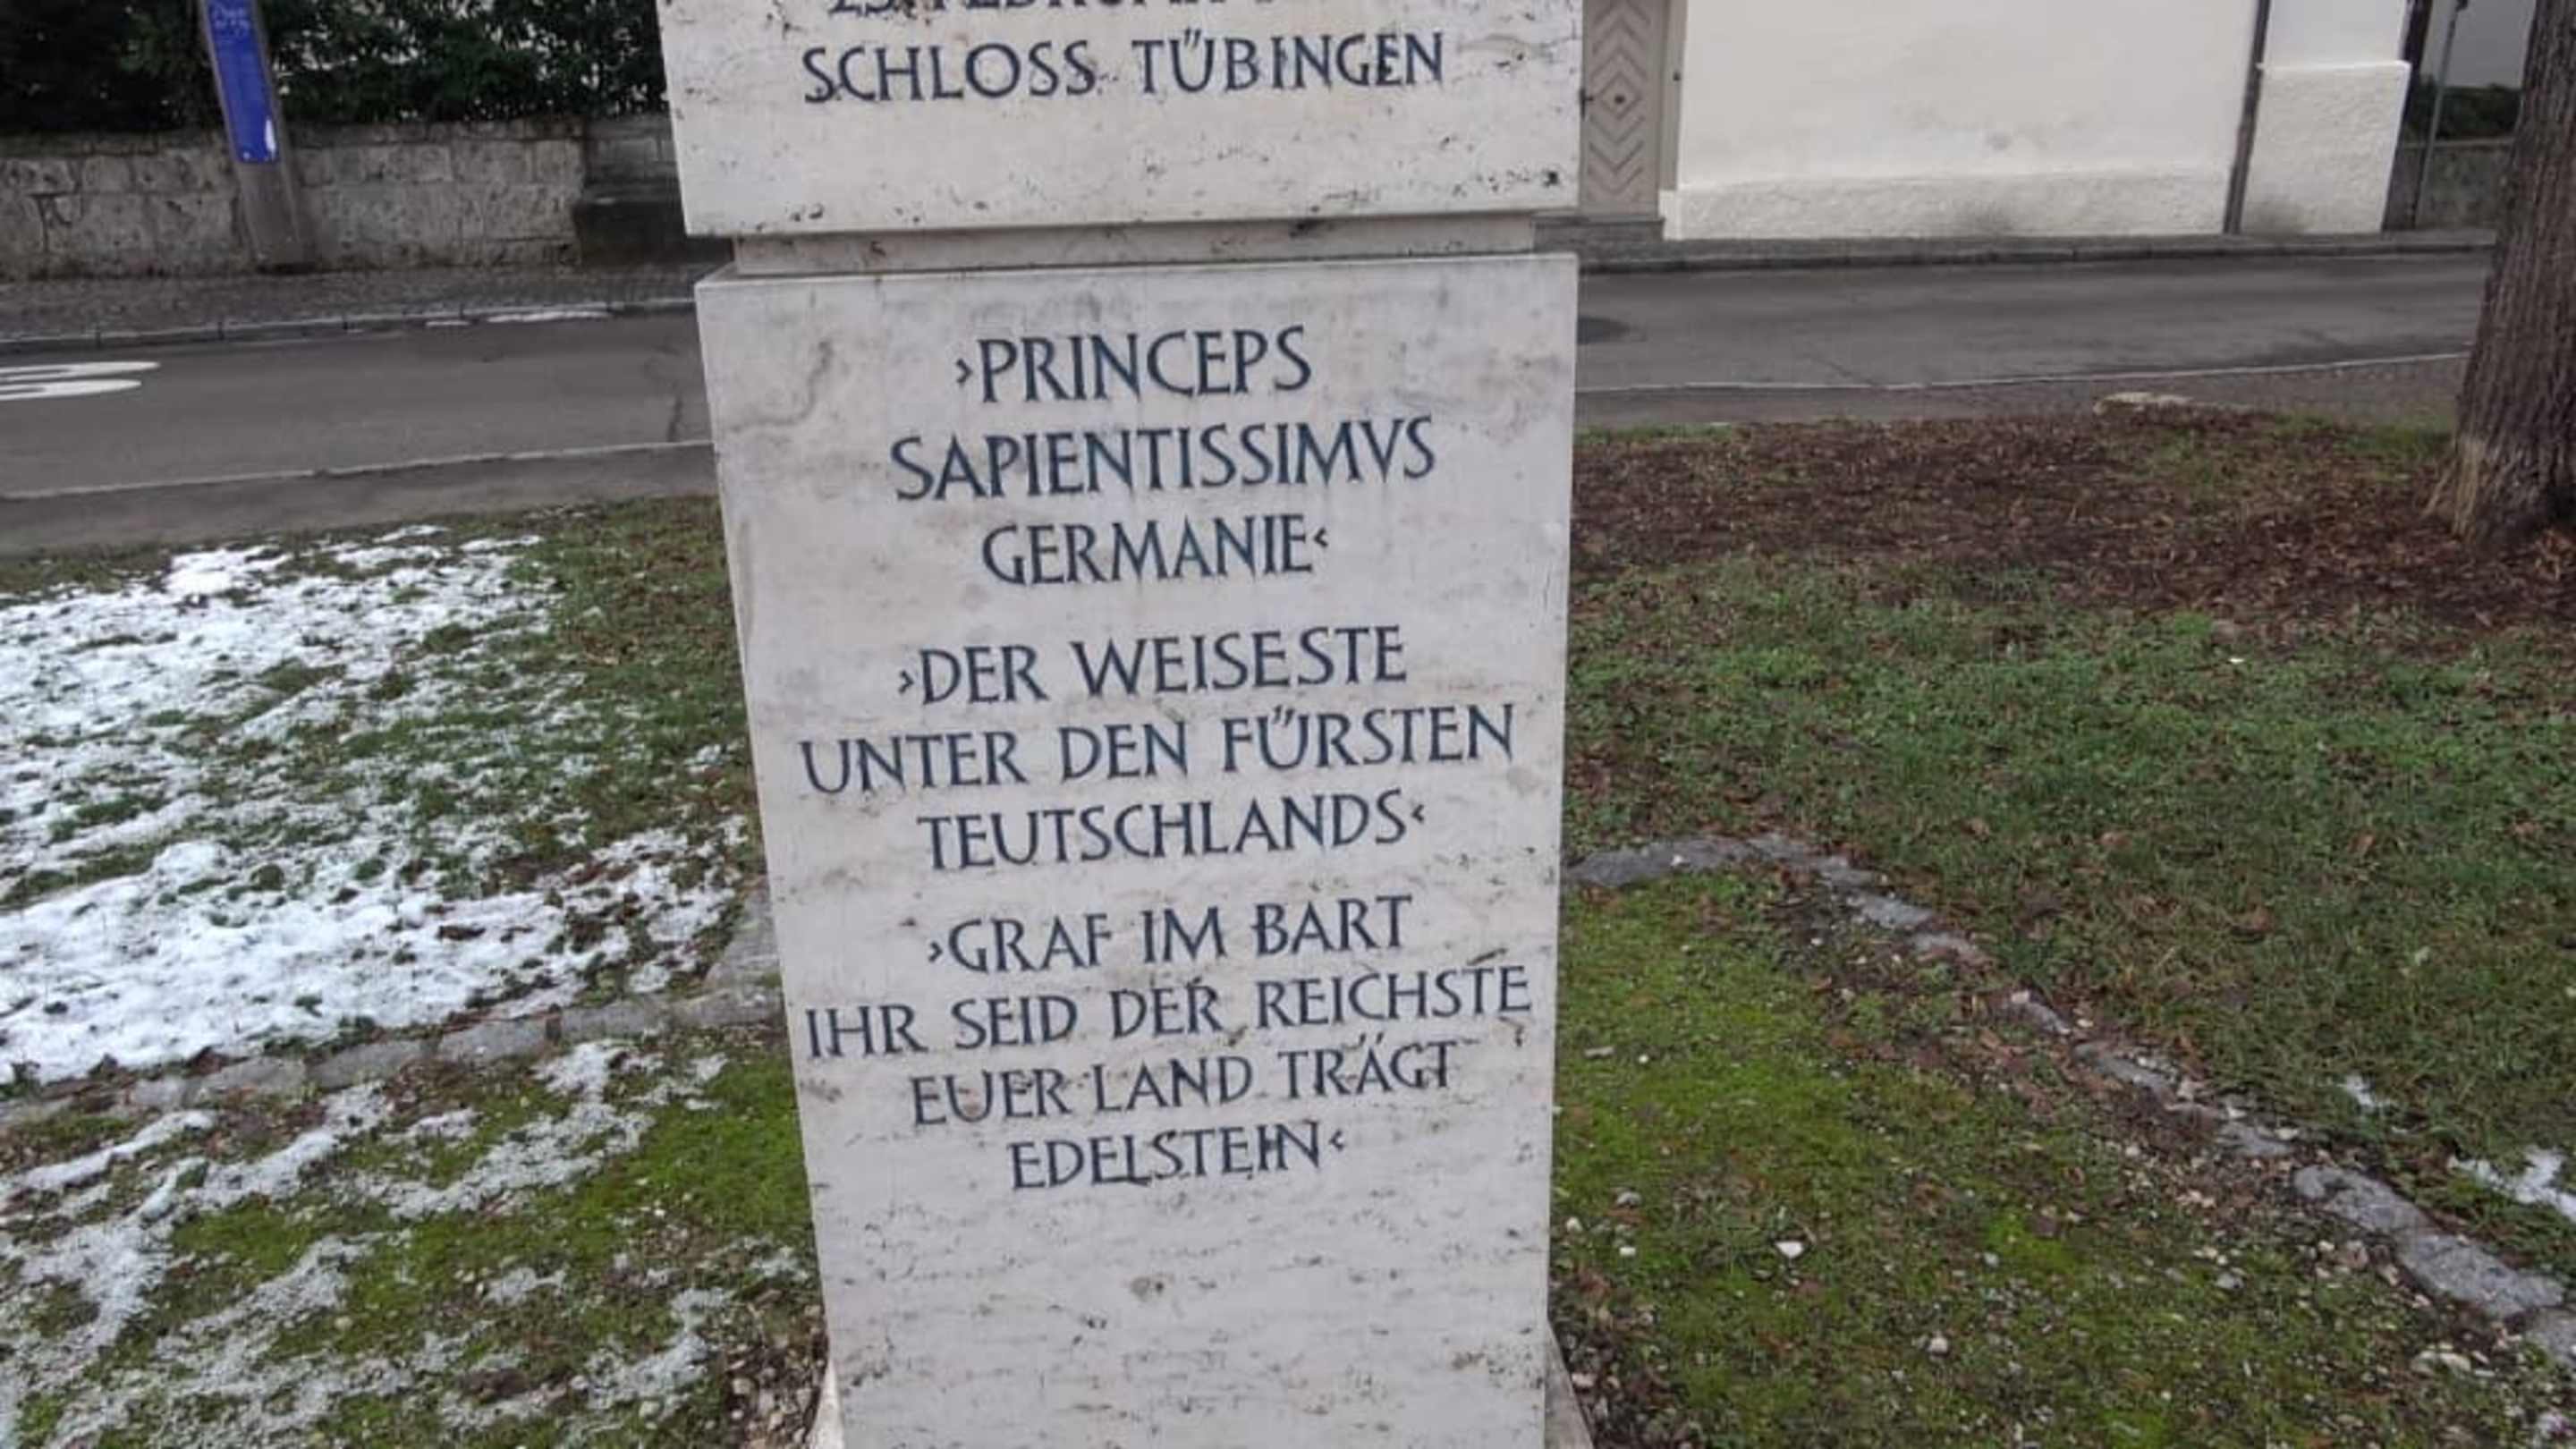 SCHLOSS TÜBINGEN
›PRINCEPS
SAPIENTISSIMVS
GERMANIE‹
›DER WEISESTE
UNTER DEN FÜRSTEN
TEUTSCHLANDS‹
›GRAF IM BART
IHR SEID DER REICHSTE
EUER LAND TRÄGT
EDELSTEIN‹